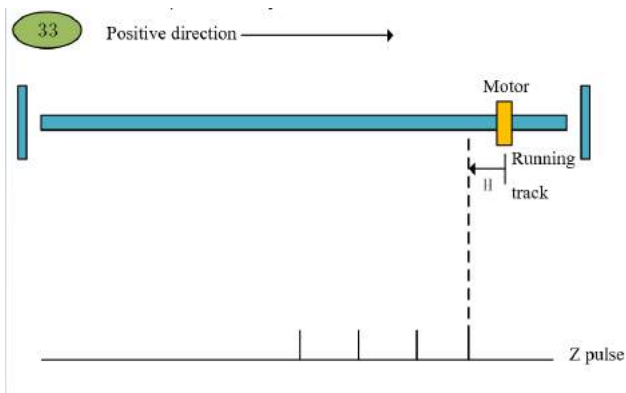 33
Positive direction
Motor
Running
track
Z pulse